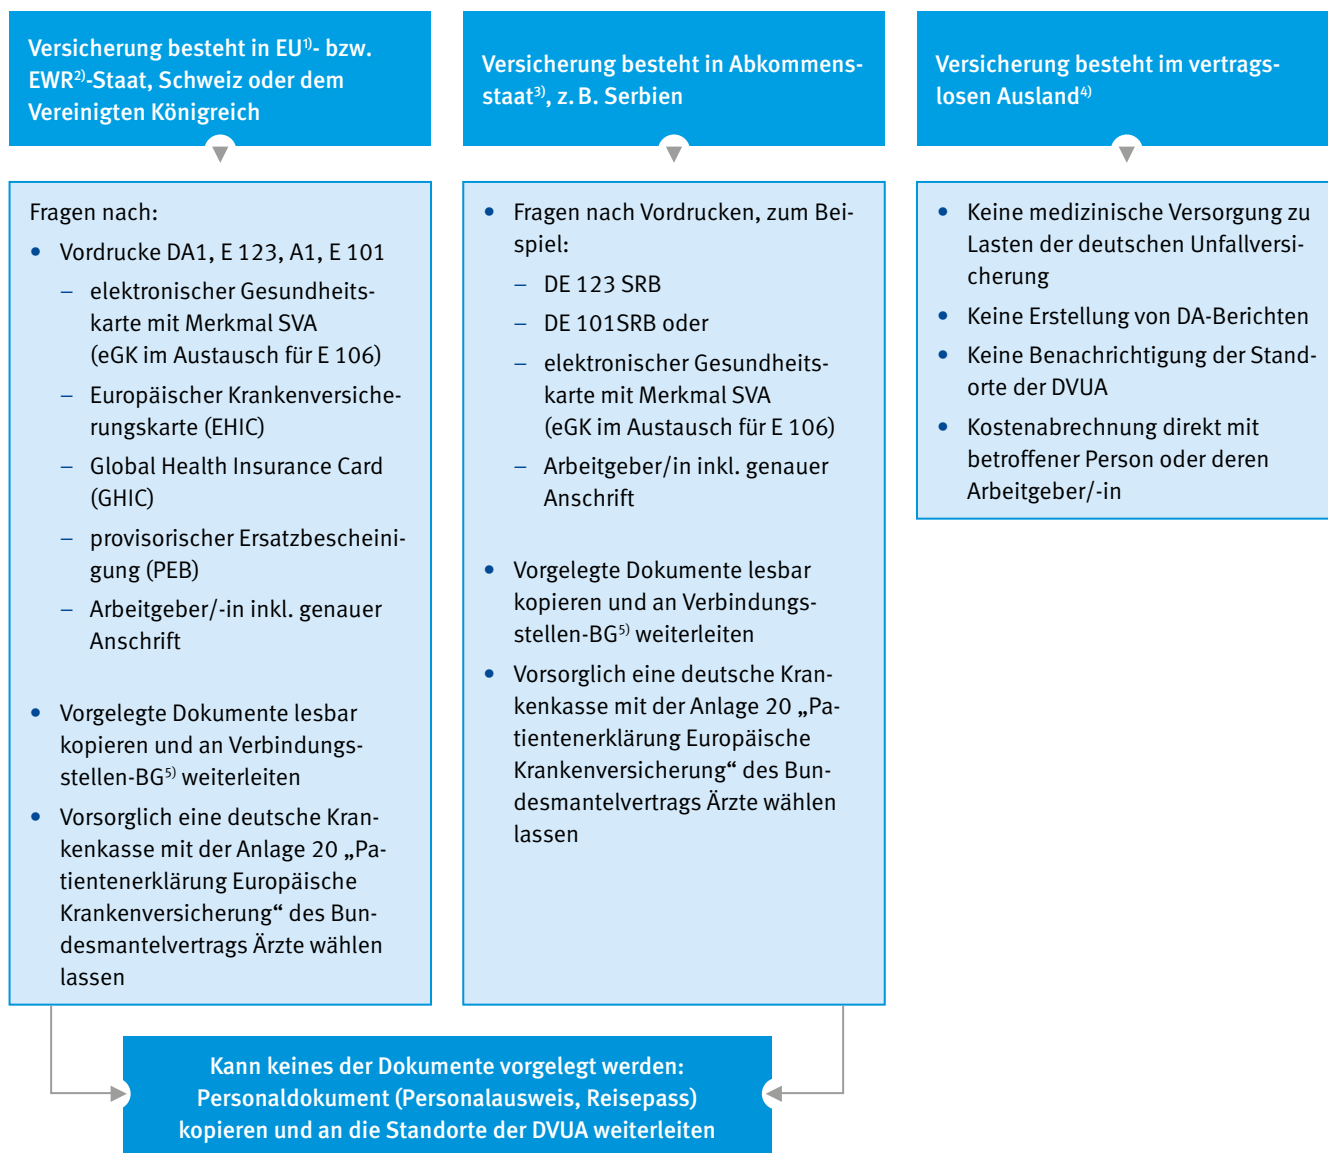 Versicherung besteht in EU¹⁾- bzw.
EWR²⁾-Staat, Schweiz oder dem
Vereinigten Königreich
Fragen nach:
• Vordrucke DA1, E 123, A1, E 101
– elektronischer Gesundheits-
karte mit Merkmal SVA
(eGK im Austausch für E 106)
– Europäischer Krankenversiche-
rungskarte (EHIC)
– Global Health Insurance Card
(GHIC)
– provisorischer Ersatzbescheini-
gung (PEB)
– Arbeitgeber/-in inkl. genauer
Anschrift
• Vorgelegte Dokumente lesbar
kopieren und an Verbindungs-
stellen-BG⁵⁾ weiterleiten
• Vorsorglich eine deutsche Kran-
kenkasse mit der Anlage 20 „Pa-
tientenerklärung Europäische
Krankenversicherung“ des Bun-
desmantelvertrags Ärzte wählen
lassen
Versicherung besteht in Abkommens-
staat³⁾, z. B. Serbien
• Fragen nach Vordrucken, zum Bei-
spiel:
– DE 123 SRB
– DE 101SRB oder
– elektronischer Gesundheits-
karte mit Merkmal SVA
(eGK im Austausch für E 106)
– Arbeitgeber/in inkl. genauer
Anschrift
• Vorgelegte Dokumente lesbar
kopieren und an Verbindungs-
stellen-BG⁵⁾ weiterleiten
• Vorsorglich eine deutsche Kran-
kenkasse mit der Anlage 20 „Pa-
tientenerklärung Europäische
Krankenversicherung“ des Bun-
desmantelvertrags Ärzte wählen
lassen
Versicherung besteht im vertrags-
losen Ausland⁴⁾
• Keine medizinische Versorgung zu
Lasten der deutschen Unfallversi-
cherung
• Keine Erstellung von DA-Berichten
• Keine Benachrichtigung der Stand-
orte der DVUA
• Kostenabrechnung direkt mit
betroffener Person oder deren
Arbeitgeber/-in
Kann keines der Dokumente vorgelegt werden:
Personaldokument (Personalausweis, Reisepass)
kopieren und an die Standorte der DVUA weiterleiten